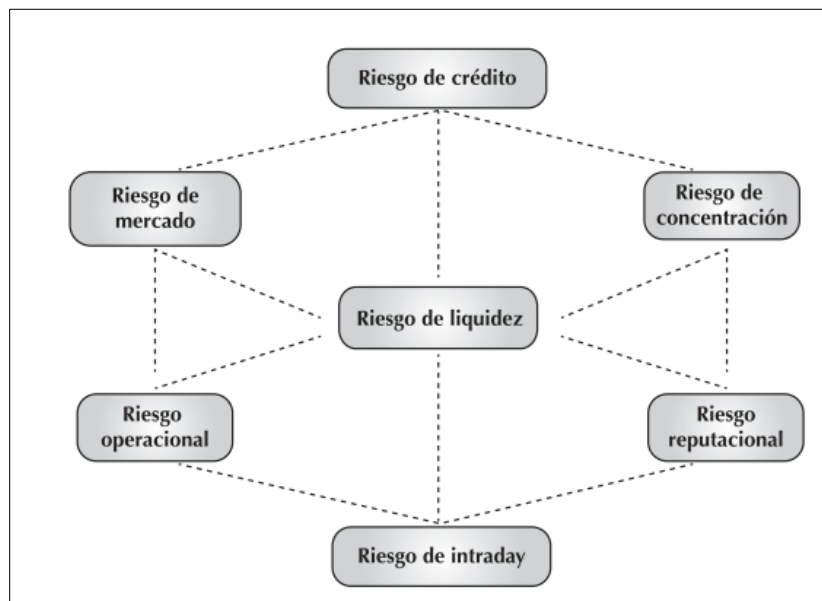 Riesgo de crédito
Riesgo de
mercado
Riesgo de
concentración
Riesgo de liquidez
Riesgo
operacional
Riesgo
reputacional
Riesgo de intraday